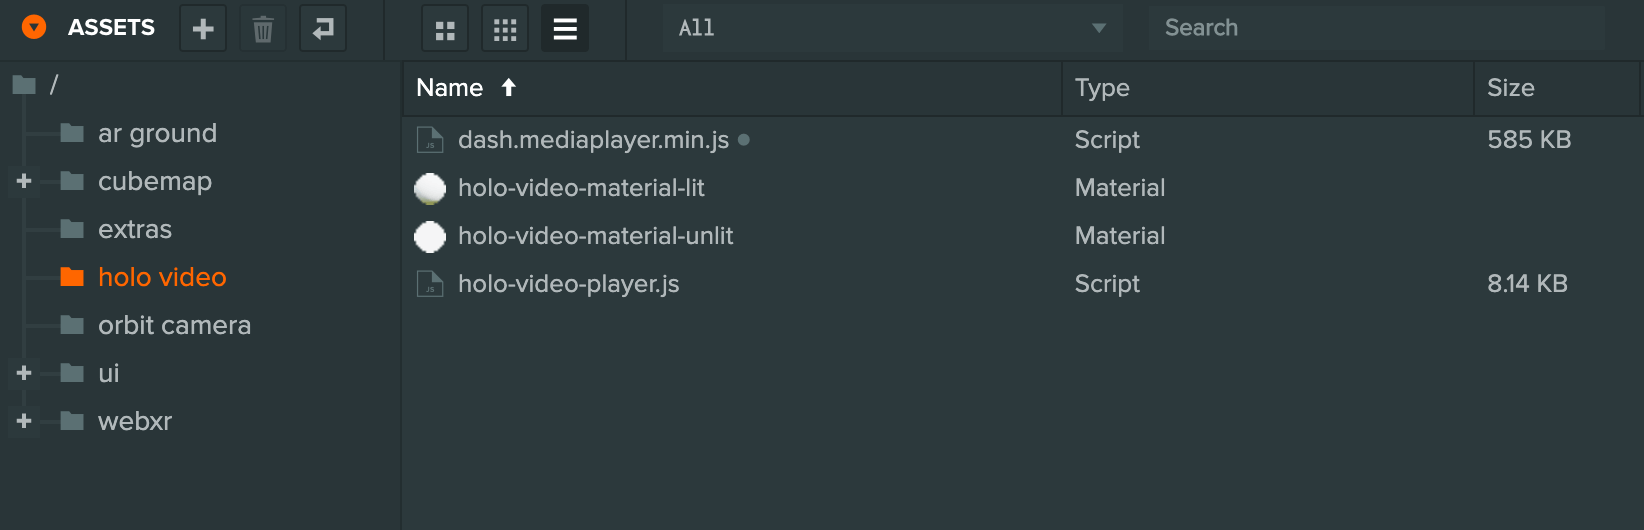 ASSETS All Search
/
ar ground
cubemap
extras
holo video
orbit camera
ui
webxr
Name Type Size
dash.mediaplayer.min.js Script 585 KB
holo-video-material-lit Material
holo-video-material-unlit Material
holo-video-player.js Script 8.14 KB